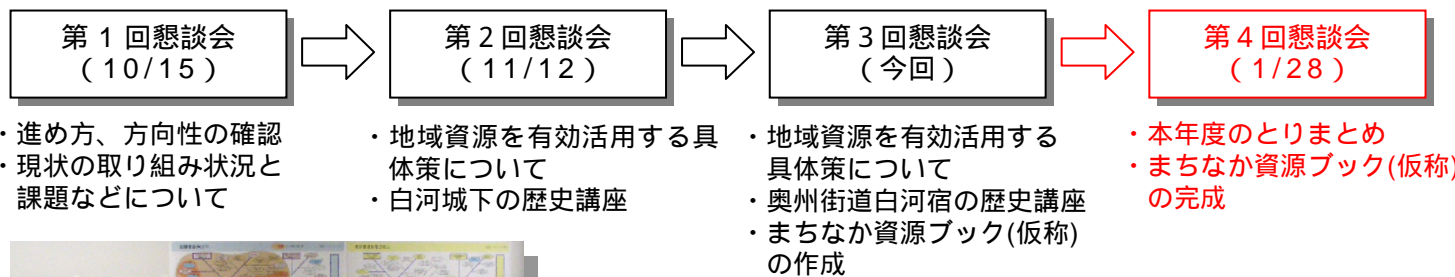 第１回懇談会
（10/15）
・進め方、方向性の確認
・現状の取り組み状況と
課題などについて
第２回懇談会
（11/12）
・地域資源を有効活用する具
体策について
・白河城下の歴史講座
第３回懇談会
（今回）
・地域資源を有効活用する
具体策について
・奥州街道白河宿の歴史講座
・まちなか資源ブック(仮称)
の作成
第４回懇談会
（1/28）
・本年度のとりまとめ
・まちなか資源ブック(仮称)
の完成